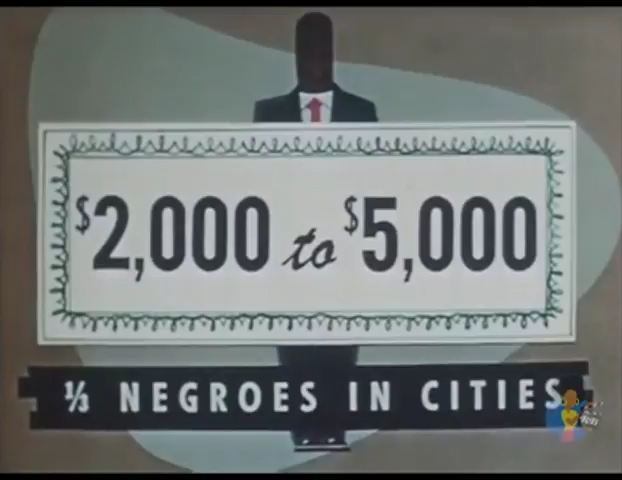 $2,000 to $5,000
⅓ NEGROES IN CITIES